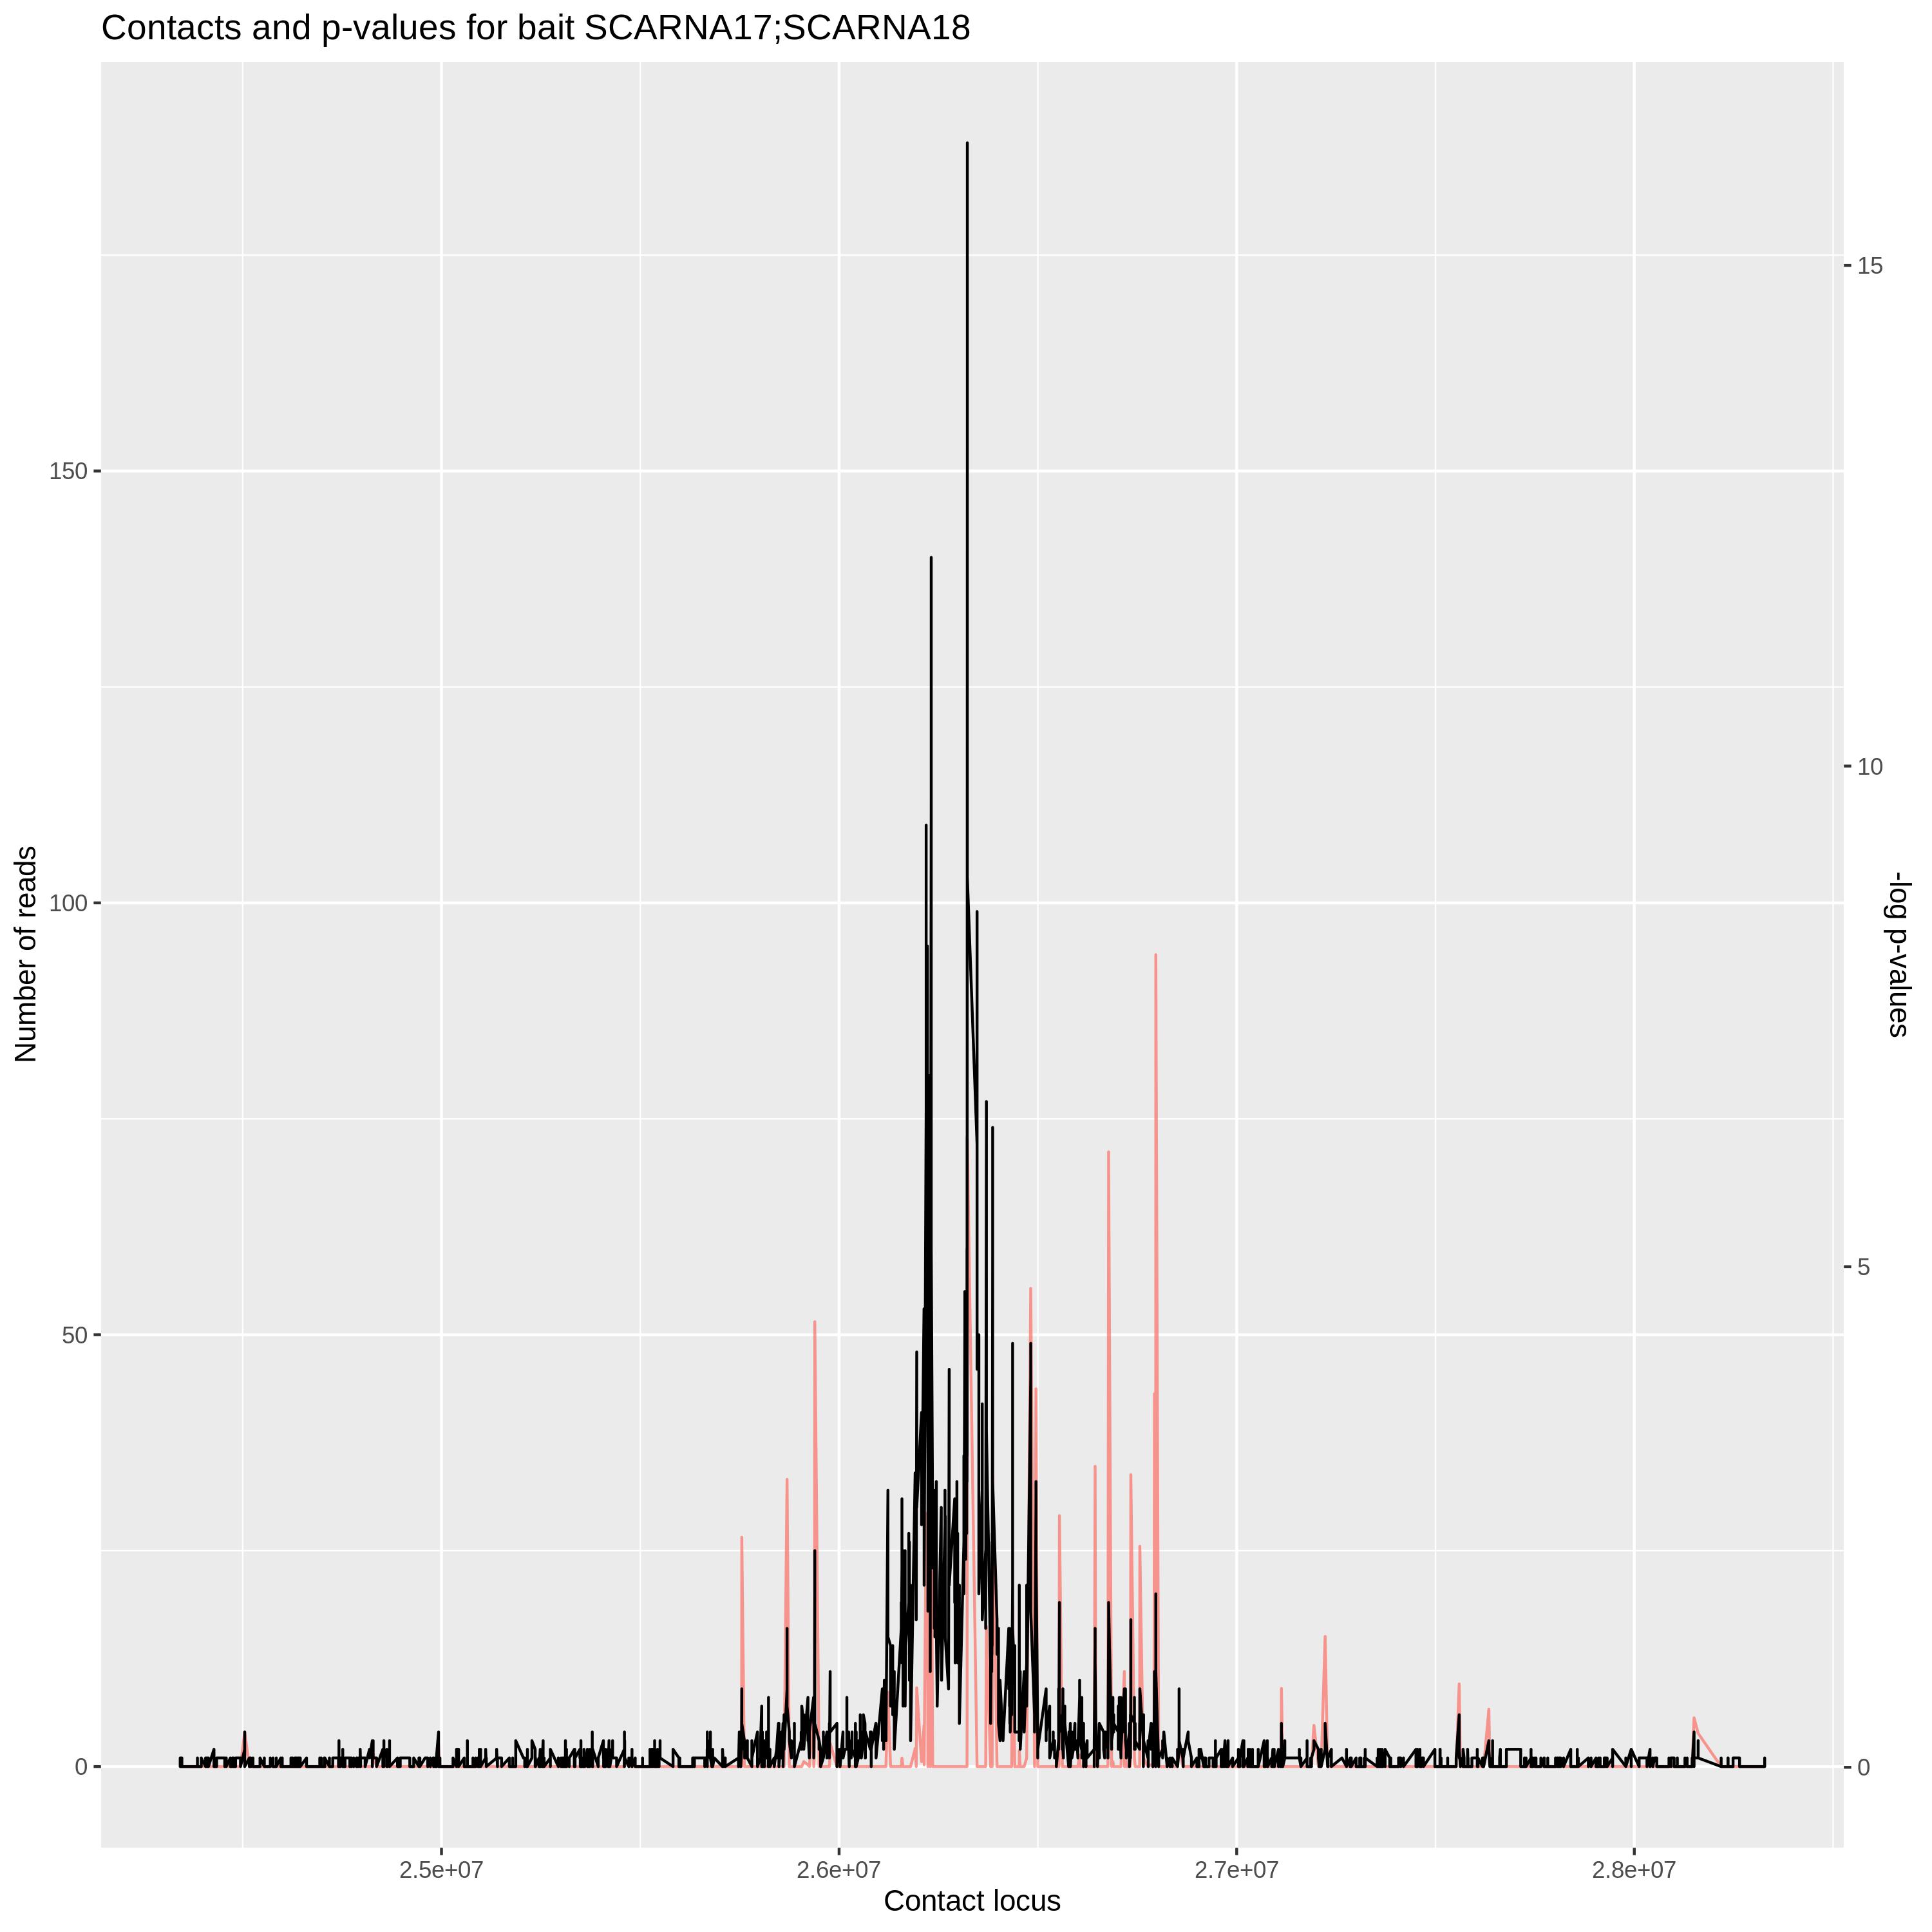 Contacts and p-values for bait SCARNA17;SCARNA18
Number of reads
150
100
50
0
15
10
5
0
-log p-values
2.5e+07
2.6e+07
2.7e+07
2.8e+07
Contact locus